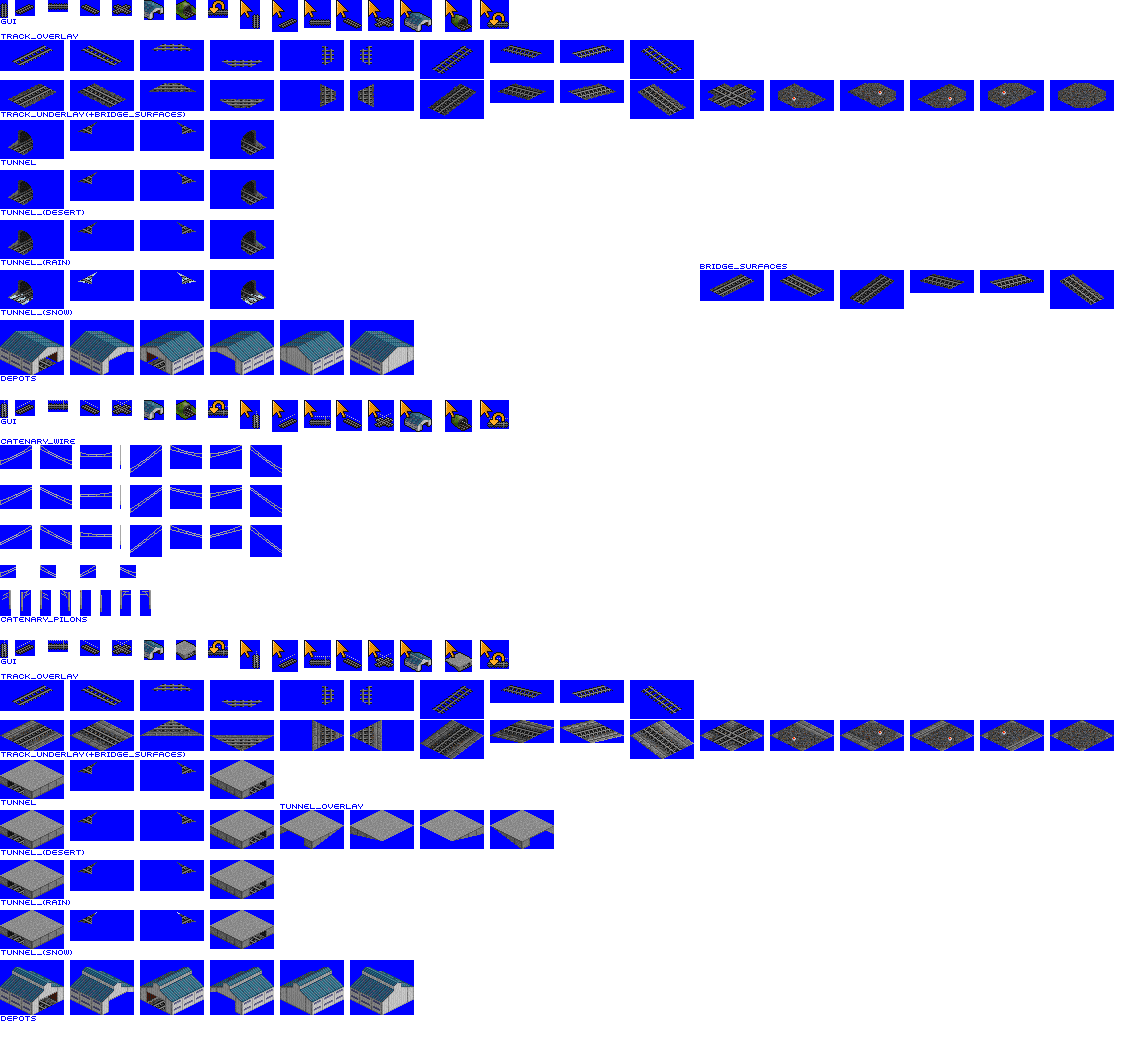 GUI
TRACK_OVERLAY
TRACK_UNDERLAY(+BRIDGE_SURFACES)
TUNNEL
TUNNEL_(DESERT)
TUNNEL_(RAIN)
BRIDGE_SURFACES
TUNNEL_(SNOW)
DEPOTS
GUI
CATENARY_WIRE
CATENARY_PILONS
GUI
TRACK_OVERLAY
TRACK_UNDERLAY(+BRIDGE_SURFACES)
TUNNEL
TUNNEL_OVERLAY
TUNNEL_(DESERT)
TUNNEL_(RAIN)
TUNNEL_(SNOW)
DEPOTS